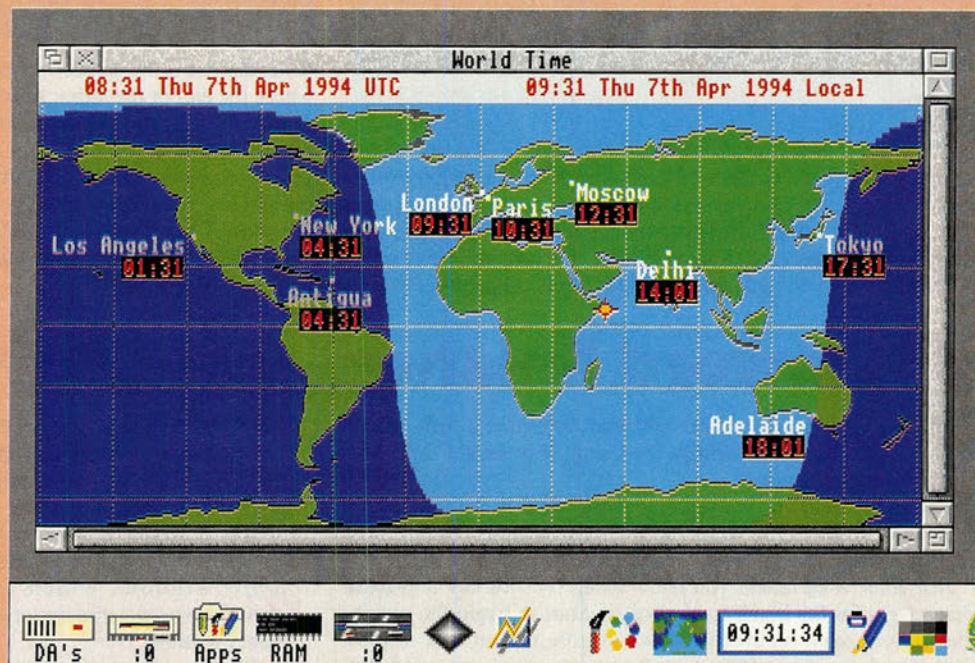 World Time
08:31 Thu 7th Apr 1994 UTC
09:31 Thu 7th Apr 1994 Local
London
09:31
Paris
10:31
Moscow
12:31
New York
04:31
Los Angeles
01:31
Tokyo
17:31
Delhi
14:01
Antigua
04:31
Adelaide
18:01
DA's
:0
Apps
RAM
:0
09:31:34